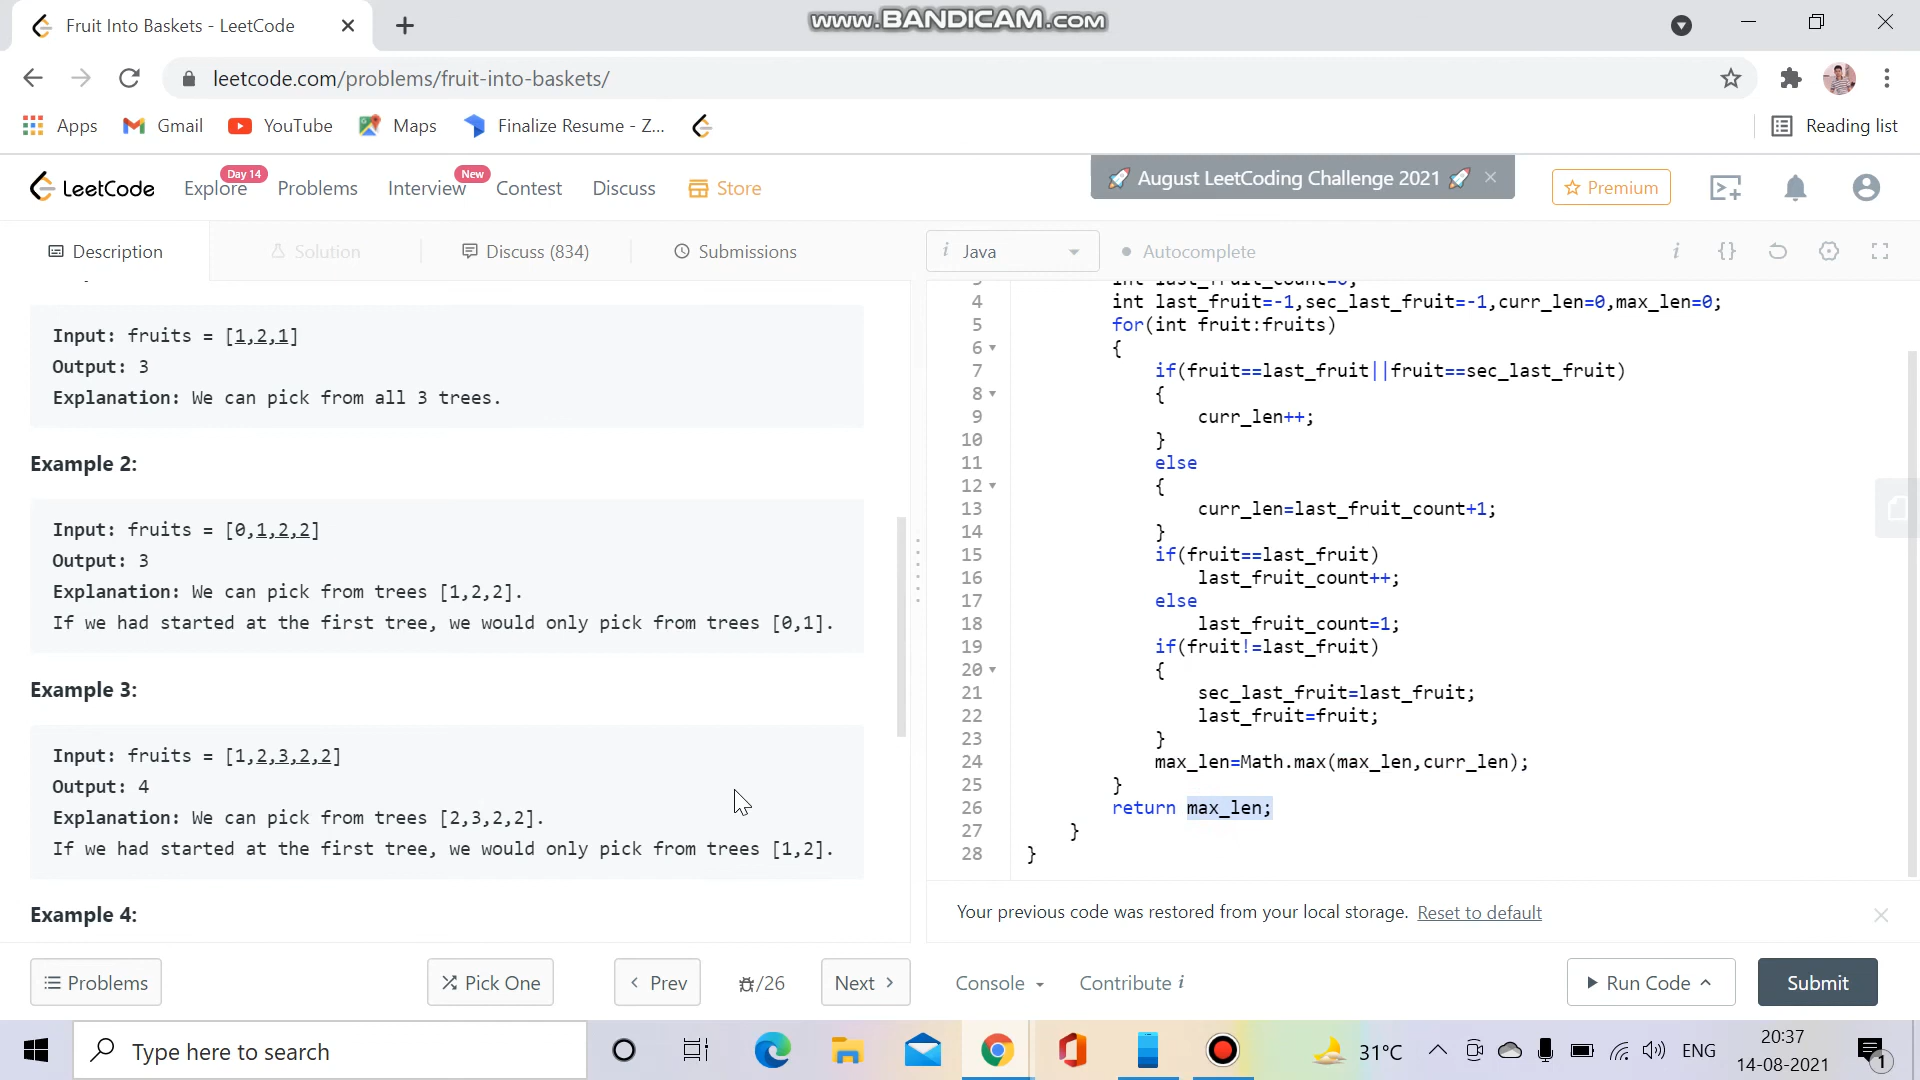 Fruit Into Baskets - LeetCode
www.BANDICAM.com
leetcode.com/problems/fruit-into-baskets/
Apps
Gmail
YouTube
Maps
Finalize Resume - Z...
Reading list
LeetCode
Explore
Day 14
Problems
Interview
New
Contest
Discuss
Store
August LeetCoding Challenge 2021
Premium
Description
Solution
Discuss (834)
Submissions
i Java
Autocomplete
i
{}
Input: fruits = [1,2,1]
Output: 3
Explanation: We can pick from all 3 trees.
Example 2:
Input: fruits = [0,1,2,2]
Output: 3
Explanation: We can pick from trees [1,2,2].
If we had started at the first tree, we would only pick from trees [0,1].
Example 3:
Input: fruits = [1,2,3,2,2]
Output: 4
Explanation: We can pick from trees [2,3,2,2].
If we had started at the first tree, we would only pick from trees [1,2].
Example 4:
3 int last_fruit_count=0;
4 int last_fruit=-1,sec_last_fruit=-1,curr_len=0,max_len=0;
5 for(int fruit:fruits)
6 {
7 if(fruit==last_fruit||fruit==sec_last_fruit)
8 {
9 curr_len++;
10 }
11 else
12 {
13 curr_len=last_fruit_count+1;
14 }
15 if(fruit==last_fruit)
16 last_fruit_count++;
17 else
18 last_fruit_count=1;
19 if(fruit!=last_fruit)
20 {
21 sec_last_fruit=last_fruit;
22 last_fruit=fruit;
23 }
24 max_len=Math.max(max_len,curr_len);
25 }
26 return max_len;
27 }
28 }
Your previous code was restored from your local storage. Reset to default
Problems
Pick One
Prev
/26
Next
Console
Contribute i
Run Code
Submit
Type here to search
31°C
ENG
20:37
14-08-2021
1